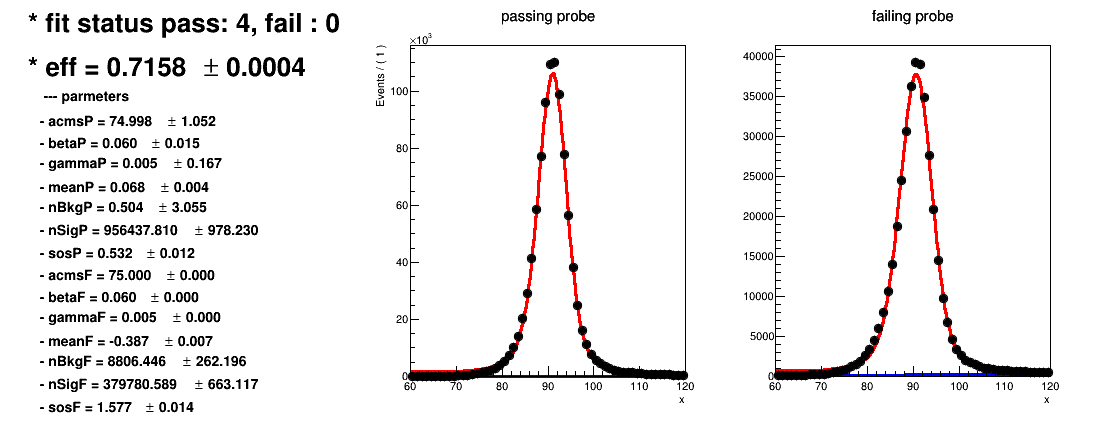 * fit status pass: 4, fail : 0
* eff = 0.7158 ± 0.0004
--- parmeters
- acmsP = 74.998 ± 1.052
- betaP = 0.060 ± 0.015
- gammaP = 0.005 ± 0.167
- meanP = 0.068 ± 0.004
- nBkgP = 0.504 ± 3.055
- nSigP = 956437.810 ± 978.230
- sosP = 0.532 ± 0.012
- acmsF = 75.000 ± 0.000
- betaF = 0.060 ± 0.000
- gammaF = 0.005 ± 0.000
- meanF = -0.387 ± 0.007
- nBkgF = 8806.446 ± 262.196
- nSigF = 379780.589 ± 663.117
- sosF = 1.577 ± 0.014
passing probe
×10³
Events / ( 1 )
100
80
60
40
20
0
60 70 80 90 100 110 120
x
failing probe
40000
35000
30000
25000
20000
15000
10000
5000
0
60 70 80 90 100 110 120
x